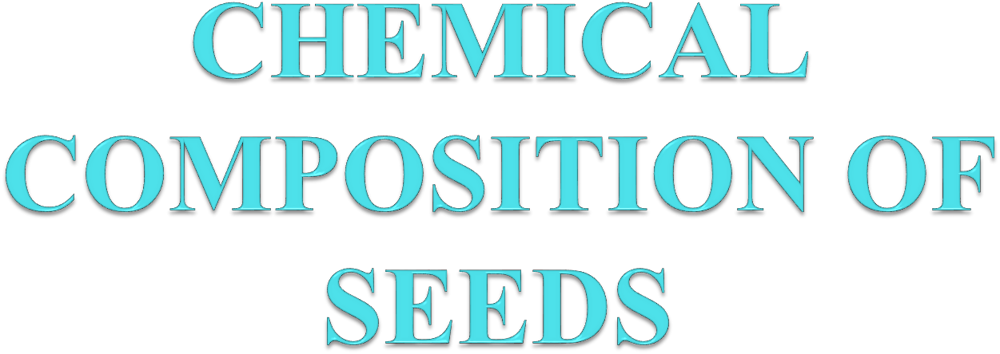 CHEMICAL
COMPOSITION OF
SEEDS